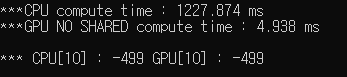 ***CPU compute time : 1227.874 ms
***GPU NO SHARED compute time : 4.938 ms
*** CPU[10] : -499 GPU[10] : -499